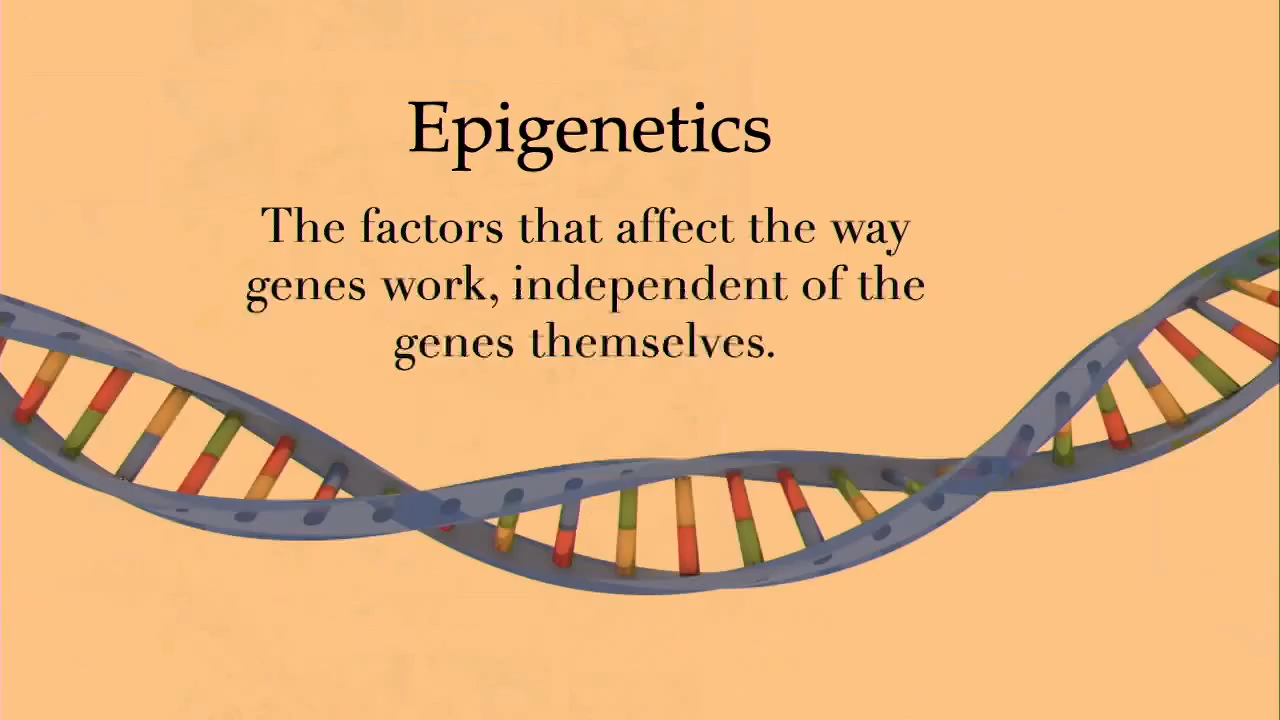 Epigenetics
The factors that affect the way
genes work, independent of the
genes themselves.